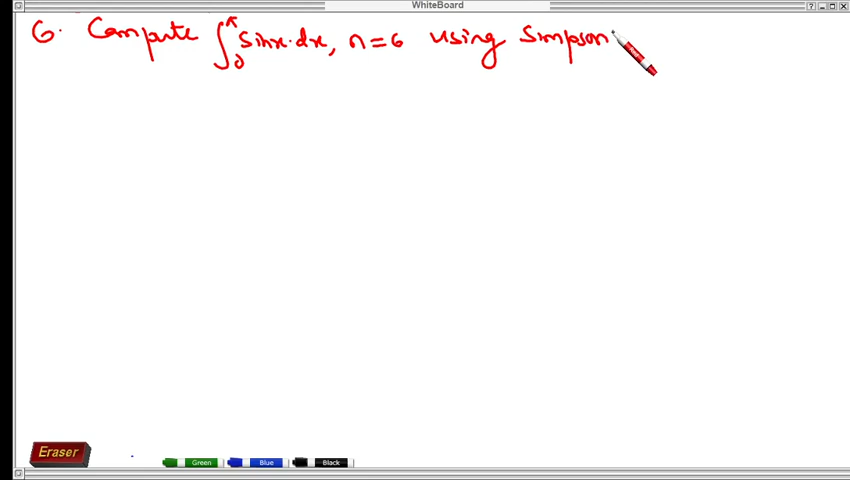 WhiteBoard
6. Compute ∫₀^π sinx·dx, n=6 using Simpson
Eraser
Green Blue Black